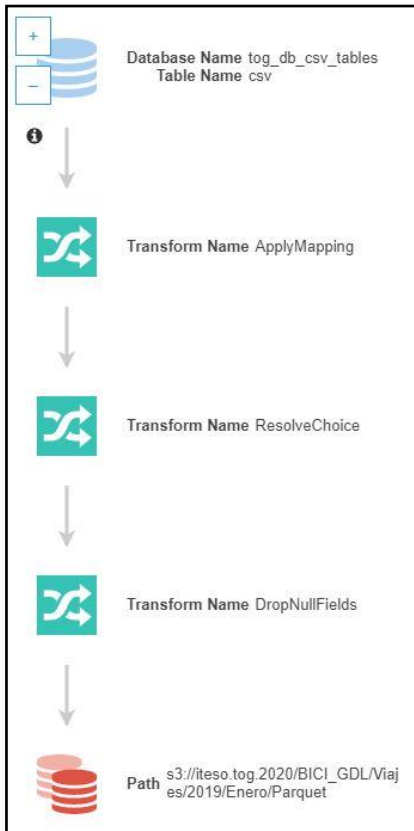 +
Database Name tog_db_csv_tables
Table Name csv
–
i
Transform Name ApplyMapping
Transform Name ResolveChoice
Transform Name DropNullFields
Path s3://iteso.tog.2020/BICI_GDL/Viaj
es/2019/Enero/Parquet